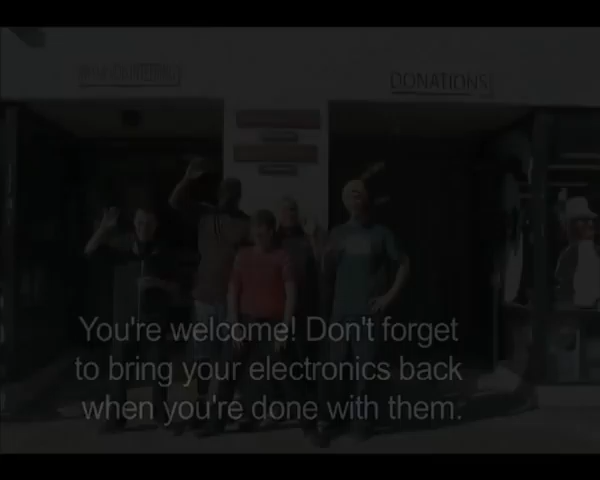 DONATIONS
You're welcome! Don't forget
to bring your electronics back
when you're done with them.